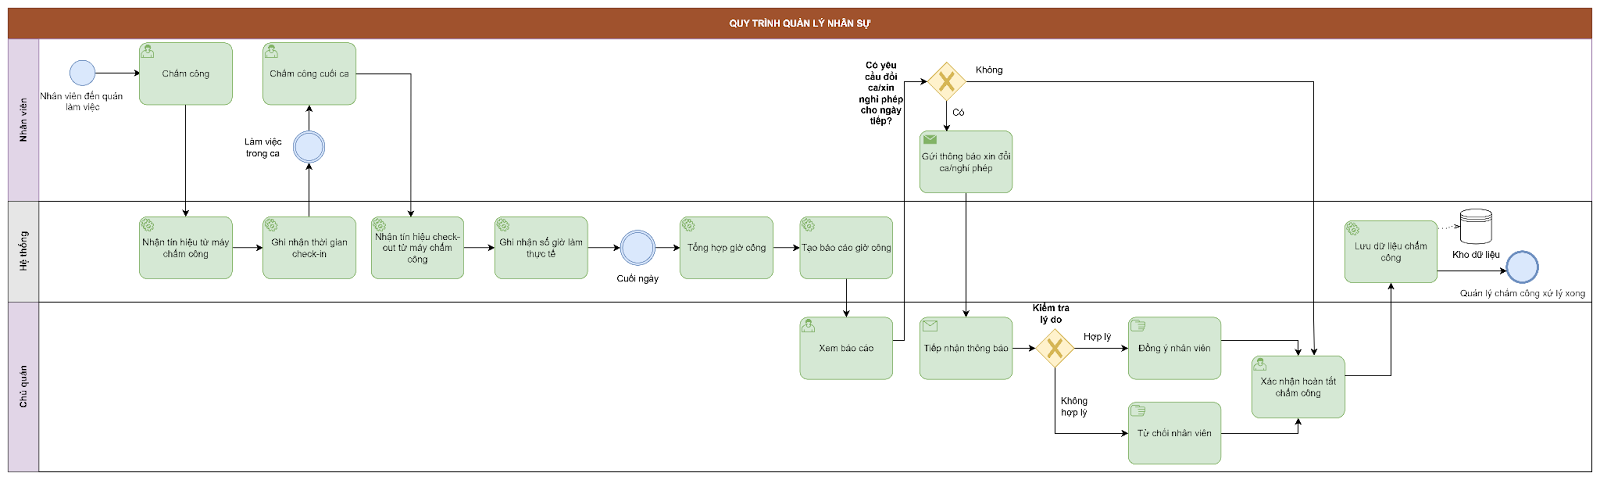 QUY TRÌNH QUẢN LÝ NHÂN SỰ
Nhân viên
Nhân viên đến quán
làm việc
Chấm công
Chấm công cuối ca
Làm việc
trong ca
Có yêu
cầu đổi
ca/xin
nghỉ phép
cho ngày
tiếp?
Không
Có
Gửi thông báo xin đổi
ca/nghỉ phép
Hệ thống
Nhận tín hiệu từ máy
chấm công
Ghi nhận thời gian
check-in
Nhận tín hiệu check-
out từ máy chấm
công
Ghi nhận số giờ làm
thực tế
Cuối ngày
Tổng hợp giờ công
Tạo báo cáo giờ công
Lưu dữ liệu chấm
công
Kho dữ liệu
Quản lý chấm công xử lý xong
Chủ quán
Xem báo cáo
Tiếp nhận thông báo
Kiểm tra
lý do
Hợp lý
Không
hợp lý
Đồng ý nhân viên
Từ chối nhân viên
Xác nhận hoàn tất
chấm công